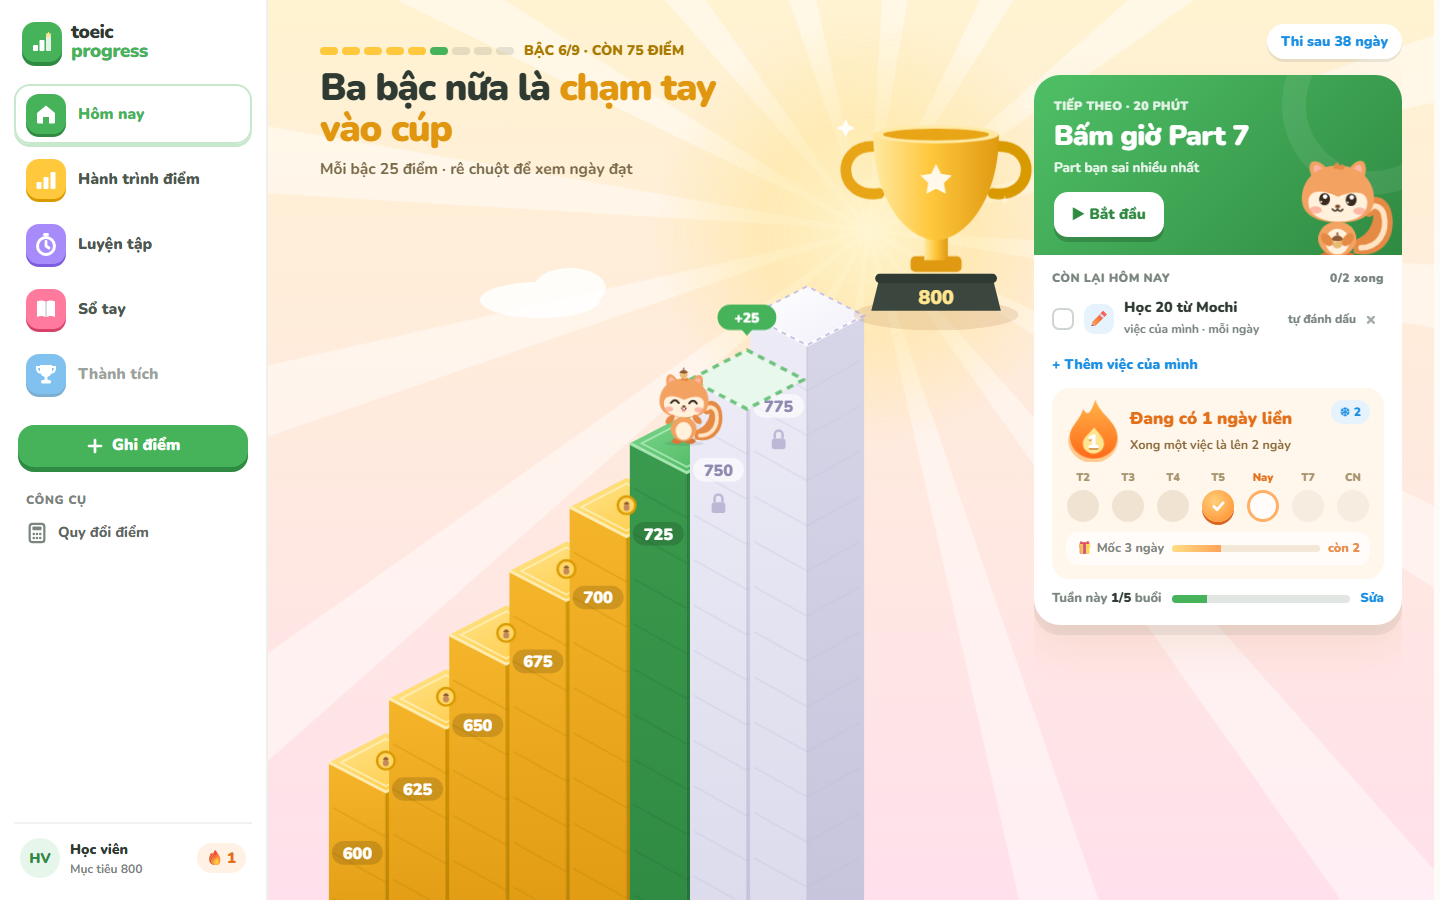 toeic
progress
Hôm nay
Hành trình điểm
Luyện tập
Sổ tay
Thành tích
+ Ghi điểm
CÔNG CỤ
Quy đổi điểm
HV
Học viên
Mục tiêu 800
1
BẬC 6/9 · CÒN 75 ĐIỂM
Ba bậc nữa là chạm tay
vào cúp
Mỗi bậc 25 điểm · rê chuột để xem ngày đạt
800
+25
775
750
725
700
675
650
625
600
Thi sau 38 ngày
TIẾP THEO · 20 PHÚT
Bấm giờ Part 7
Part bạn sai nhiều nhất
Bắt đầu
CÒN LẠI HÔM NAY 0/2 xong
Học 20 từ Mochi
việc của mình · mỗi ngày
tự đánh dấu ×
+ Thêm việc của mình
1
Đang có 1 ngày liền
2
Xong một việc là lên 2 ngày
T2 T3 T4 T5 Nay T7 CN
Mốc 3 ngày còn 2
Tuần này 1/5 buổi Sửa